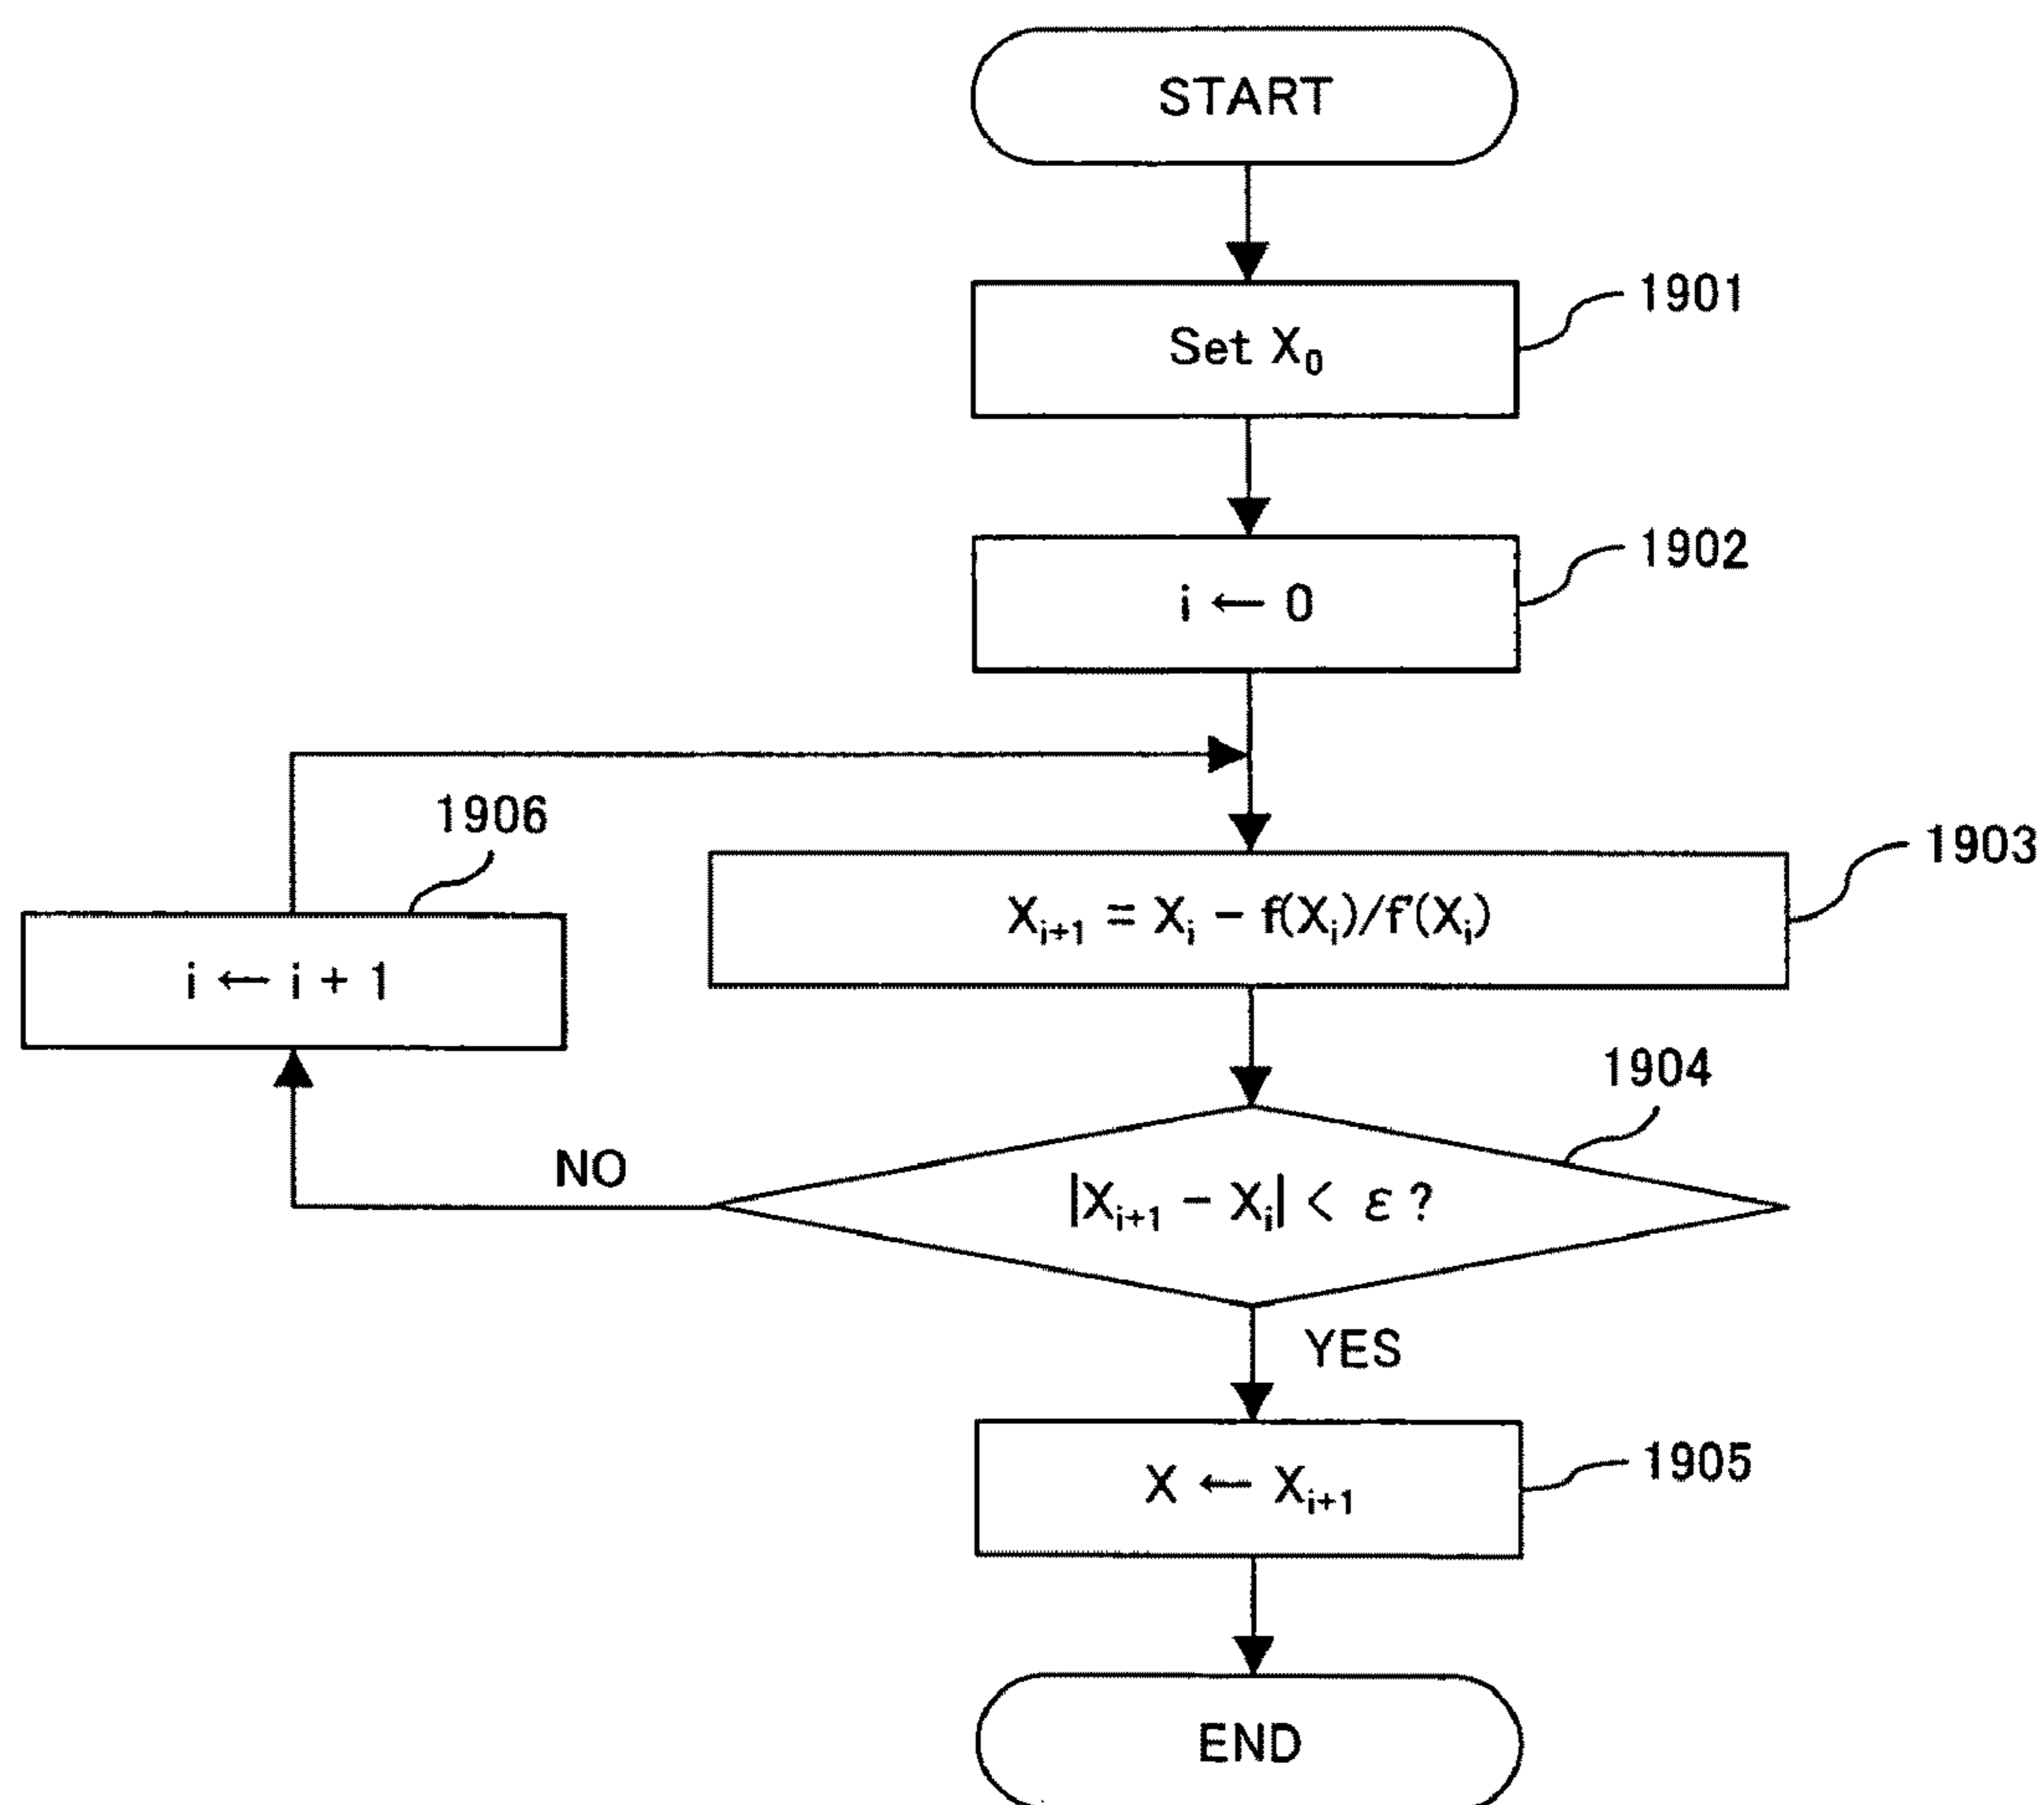 START
1901
Set X₀
1902
i ← 0
1906
1903
Xᵢ₊₁ = Xᵢ − f(Xᵢ)/f'(Xᵢ)
i ← i + 1
1904
NO
|Xᵢ₊₁ − Xᵢ| < ε ?
YES
1905
X ← Xᵢ₊₁
END